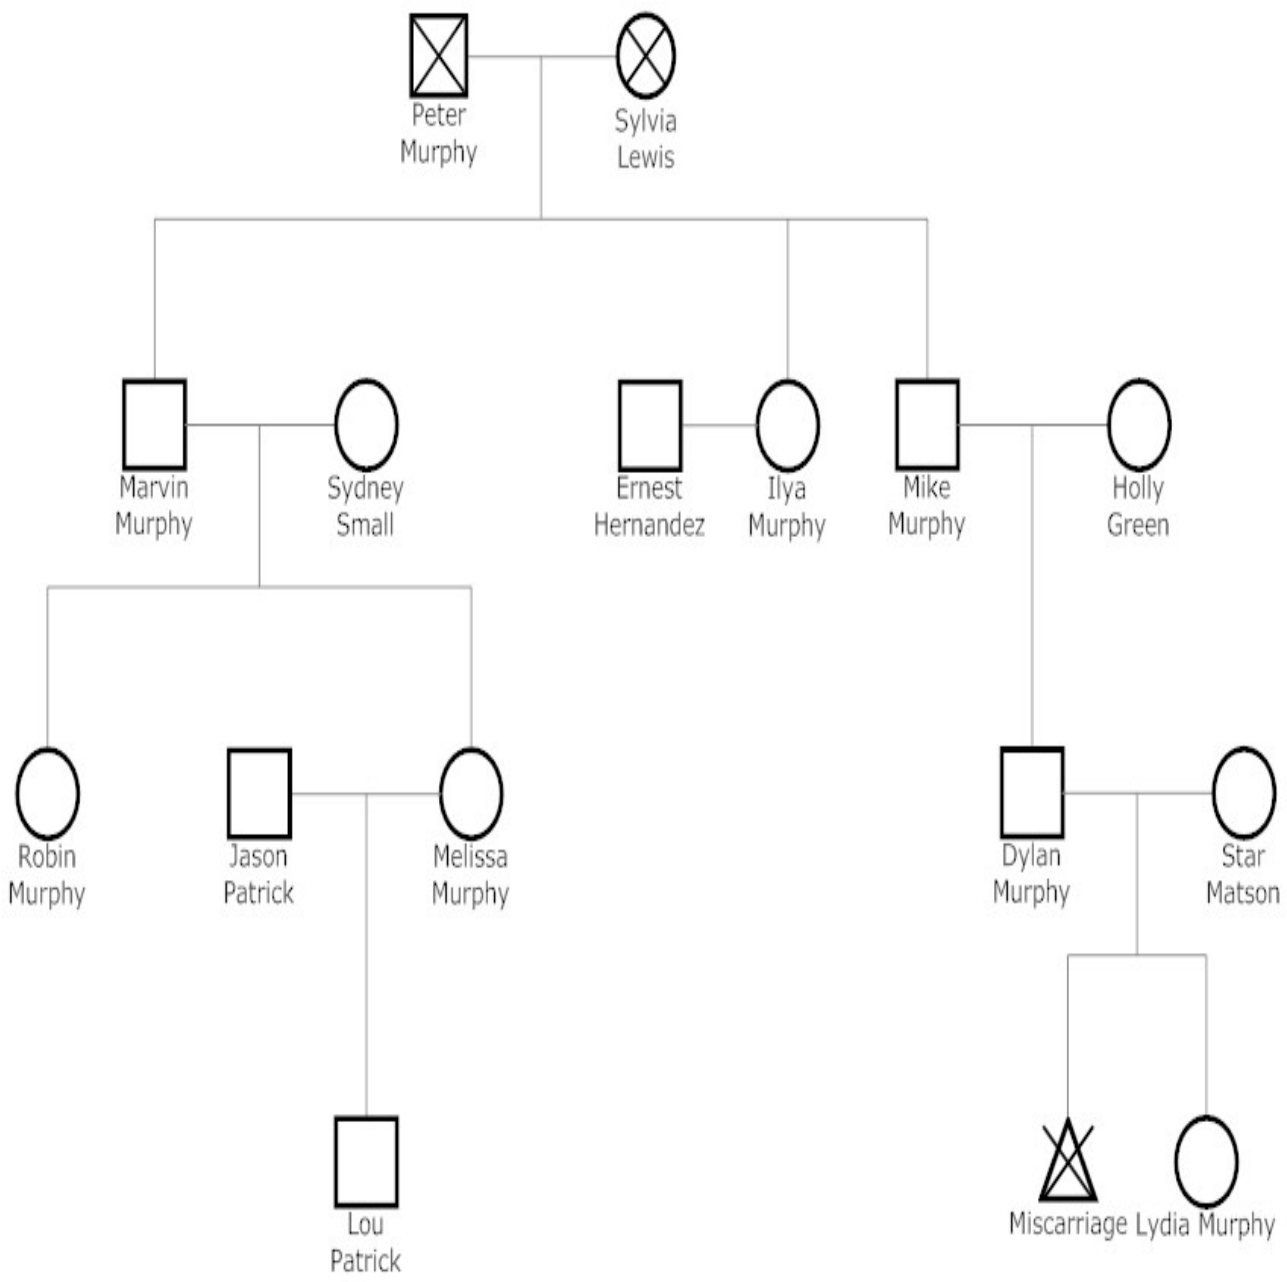 Peter
Murphy
Sylvia
Lewis
Marvin
Murphy
Sydney
Small
Ernest
Hernandez
Ilya
Murphy
Mike
Murphy
Holly
Green
Robin
Murphy
Jason
Patrick
Melissa
Murphy
Dylan
Murphy
Star
Matson
Lou
Patrick
Miscarriage
Lydia Murphy